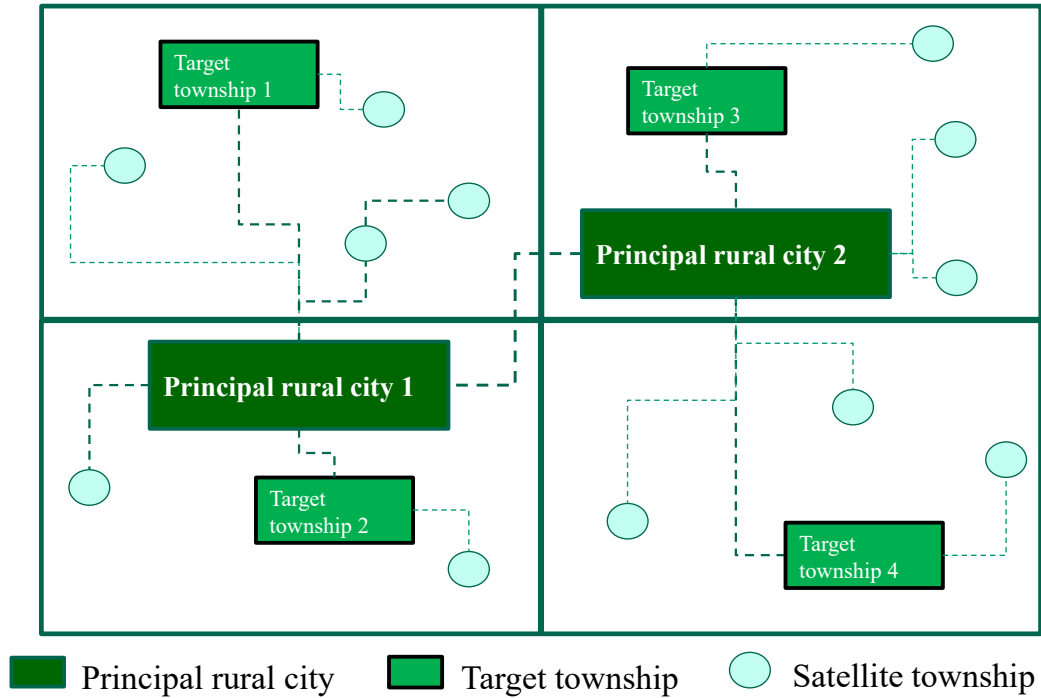 Target
township 1
Target
township 3
Principal rural city 2
Principal rural city 1
Target
township 2
Target
township 4
Principal rural city
Target township
Satellite township